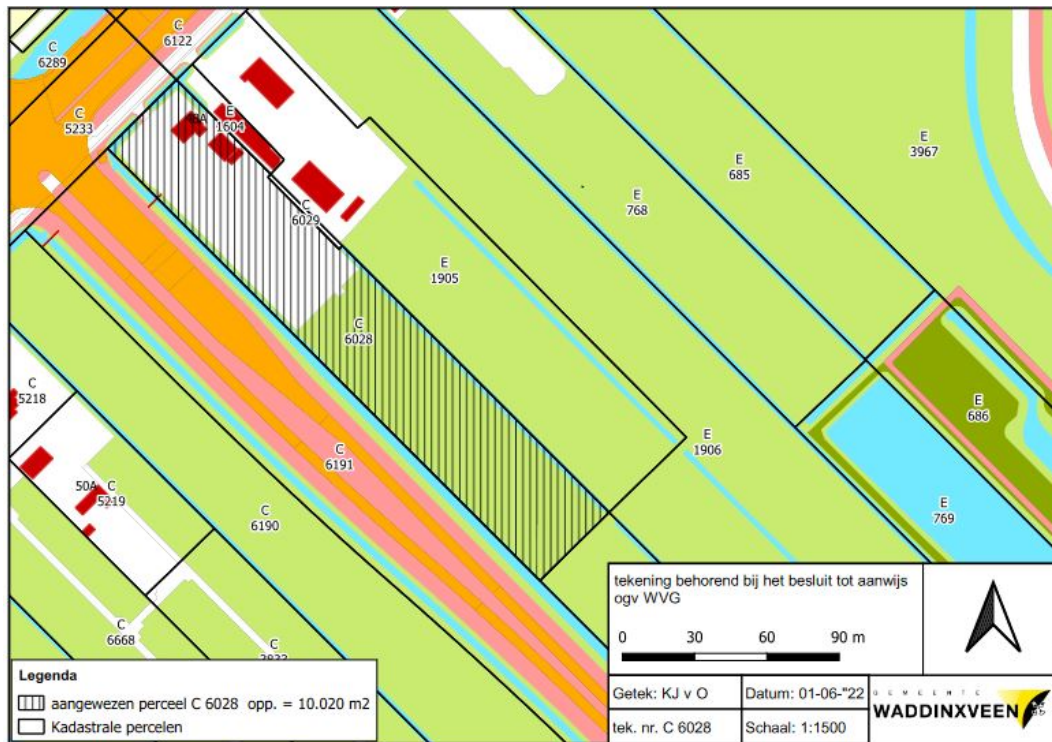 C
6289
C
6122
C
5233
E
1604
C
6029
E
3967
E
685
E
768
E
1905
C
6028
C
5218
E
686
E
1906
C
6191
50A C
5219
C
6190
E
769
C
6668
C
tekening behorend bij het besluit tot aanwijs
ogv WVG
0 30 60 90 m
Legenda
aangewezen perceel C 6028 opp. = 10.020 m2
Kadastrale percelen
Getek: KJ v O
Datum: 01-06-"22
tek. nr. C 6028
Schaal: 1:1500
GEMEENTE
WADDINXVEEN